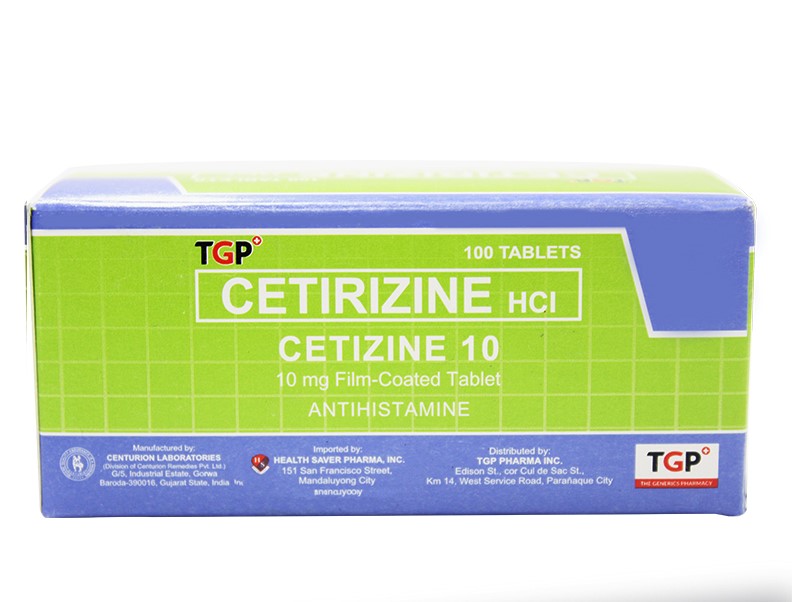 TGP+
100 TABLETS
CETIRIZINE HCl
CETIZINE 10
10 mg Film-Coated Tablet
ANTIHISTAMINE
Manufactured by:
CENTURION LABORATORIES
(Division of Centurion Remedies Pvt. Ltd.)
G/5, Industrial Estate, Gorwa
Baroda-390016, Gujarat State, India
Imported by:
HEALTH SAVER PHARMA, INC.
151 San Francisco Street,
Mandaluyong City
Distributed by:
TGP PHARMA INC.
Edison St., cor Cul de Sac St.,
Km 14, West Service Road, Parañaque City
TGP+
THE GENERICS PHARMACY